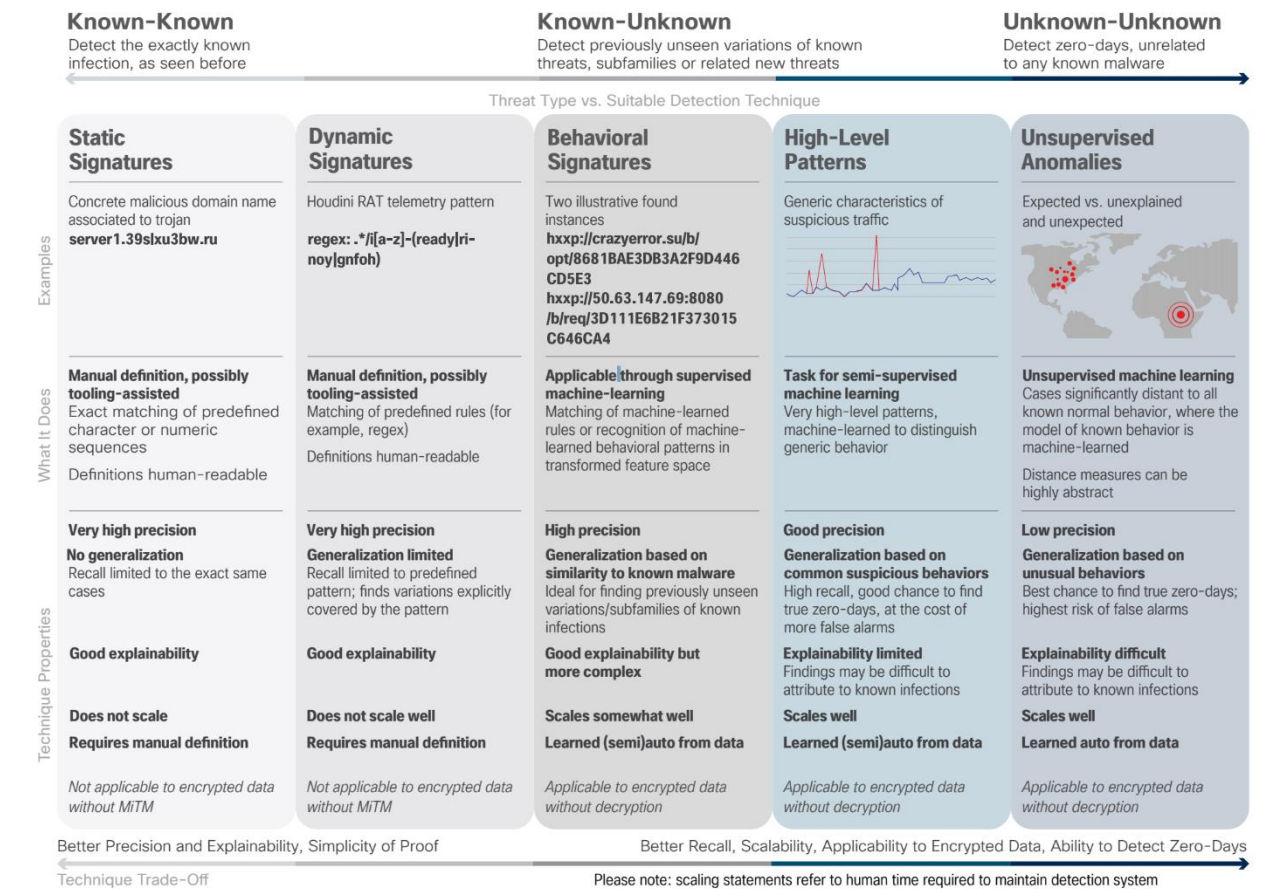 Known-Known
Detect the exactly known
infection, as seen before
Known-Unknown
Detect previously unseen variations of known
threats, subfamilies or related new threats
Unknown-Unknown
Detect zero-days, unrelated
to any known malware
Threat Type vs. Suitable Detection Technique
Static
Signatures
Dynamic
Signatures
Behavioral
Signatures
High-Level
Patterns
Unsupervised
Anomalies
Examples
Concrete malicious domain name
associated to trojan
server1.39slxu3bw.ru
Houdini RAT telemetry pattern
regex: .*/i[a-z]-(ready|ri-
noy|gnfoh)
Two illustrative found
instances
hxxp://crazyerror.su/b/
opt/8681BAE3DB3A2F9D446
CD5E3
hxxp://50.63.147.69:8080
/b/req/3D111E6B21F373015
C646CA4
Generic characteristics of
suspicious traffic
Expected vs. unexplained
and unexpected
What It Does
Manual definition, possibly
tooling-assisted
Exact matching of predefined
character or numeric
sequences
Definitions human-readable
Manual definition, possibly
tooling-assisted
Matching of predefined rules (for
example, regex)
Definitions human-readable
Applicable through supervised
machine-learning
Matching of machine-learned
rules or recognition of machine-
learned behavioral patterns in
transformed feature space
Task for semi-supervised
machine learning
Very high-level patterns,
machine-learned to distinguish
generic behavior
Unsupervised machine learning
Cases significantly distant to all
known normal behavior, where the
model of known behavior is
machine-learned
Distance measures can be
highly abstract
Technique Properties
Very high precision
No generalization
Recall limited to the exact same
cases
Good explainability
Does not scale
Requires manual definition
Not applicable to encrypted data
without MiTM
Very high precision
Generalization limited
Recall limited to predefined
pattern; finds variations explicitly
covered by the pattern
Good explainability
Does not scale well
Requires manual definition
Not applicable to encrypted data
without MiTM
High precision
Generalization based on
similarity to known malware
Ideal for finding previously unseen
variations/subfamilies of known
infections
Good explainability but
more complex
Scales somewhat well
Learned (semi)auto from data
Applicable to encrypted data
without decryption
Good precision
Generalization based on
common suspicious behaviors
High recall, good chance to find
true zero-days, at the cost of
more false alarms
Explainability limited
Findings may be difficult to
attribute to known infections
Scales well
Learned (semi)auto from data
Applicable to encrypted data
without decryption
Low precision
Generalization based on
unusual behaviors
Best chance to find true zero-days;
highest risk of false alarms
Explainability difficult
Findings may be difficult to
attribute to known infections
Scales well
Learned auto from data
Applicable to encrypted data
without decryption
Better Precision and Explainability, Simplicity of Proof
Better Recall, Scalability, Applicability to Encrypted Data, Ability to Detect Zero-Days
Technique Trade-Off
Please note: scaling statements refer to human time required to maintain detection system